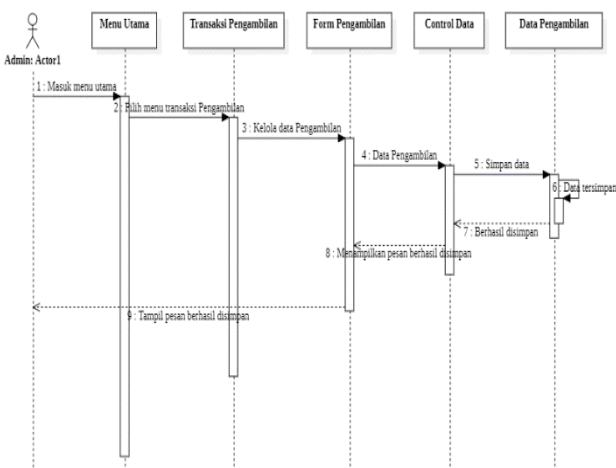 Menu Utama
Transaksi Pengambilan
Form Pengambilan
Control Data
Data Pengambilan
Admin: Actor1
1 : Masuk menu utama
2 : Pilih menu transaksi Pengambilan
3 : Kelola data Pengambilan
4 : Data Pengambilan
5 : Simpan data
6 : Data tersimpan
7 : Berhasil disimpan
8 : Menampilkan pesan berhasil disimpan
9 : Tampil pesan berhasil disimpan